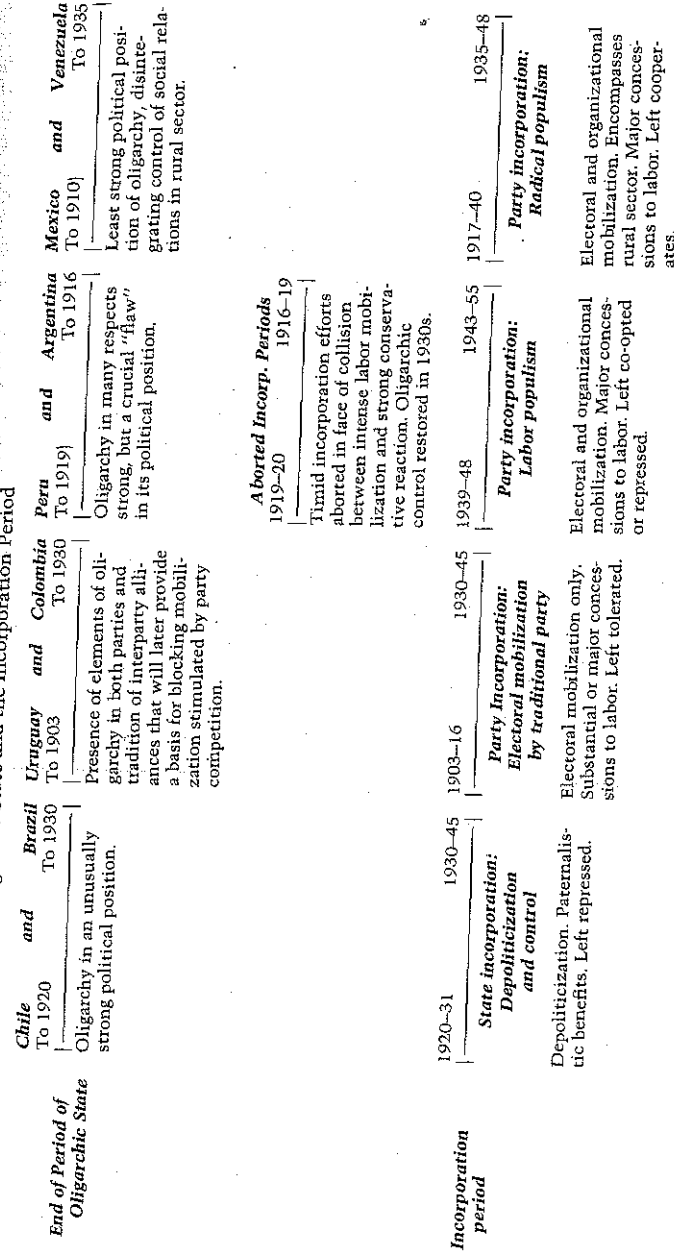 State and the Incorporation Period
Chile and Brazil
To 1920 To 1930
Uruguay and Colombia
To 1903 To 1930
Peru and Argentina
To 1919 To 1916
Mexico and Venezuela
To 1910 To 1935
End of Period of
Oligarchic State
Oligarchy in an unusually
strong political position.
Presence of elements of oli-
garchy in both parties and
tradition of interparty alli-
ances that will later provide
a basis for blocking mobili-
zation stimulated by party
competition.
Oligarchy in many respects
strong, but a crucial "flaw"
in its political position.
Least strong political posi-
tion of oligarchy, disinte-
grating control of social rela-
tions in rural sector.
Aborted Incorp. Periods
1919–20 1916–19
Timid incorporation efforts
aborted in face of collision
between intense labor mobi-
lization and strong conserva-
tive reaction. Oligarchic
control restored in 1930s.
Incorporation
period
1920–31 1930–45
State incorporation:
Depoliticization
and control
Depoliticization. Paternalis-
tic benefits. Left repressed.
1903–16 1930–45
Party Incorporation:
Electoral mobilization
by traditional party
Electoral mobilization only.
Substantial or major conces-
sions to labor. Left tolerated.
1939–48 1943–55
Party incorporation:
Labor populism
Electoral and organizational
mobilization. Major conces-
sions to labor. Left co-opted
or repressed.
1917–40 1935–48
Party incorporation:
Radical populism
Electoral and organizational
mobilization. Encompasses
rural sector. Major conces-
sions to labor. Left cooper-
ates.